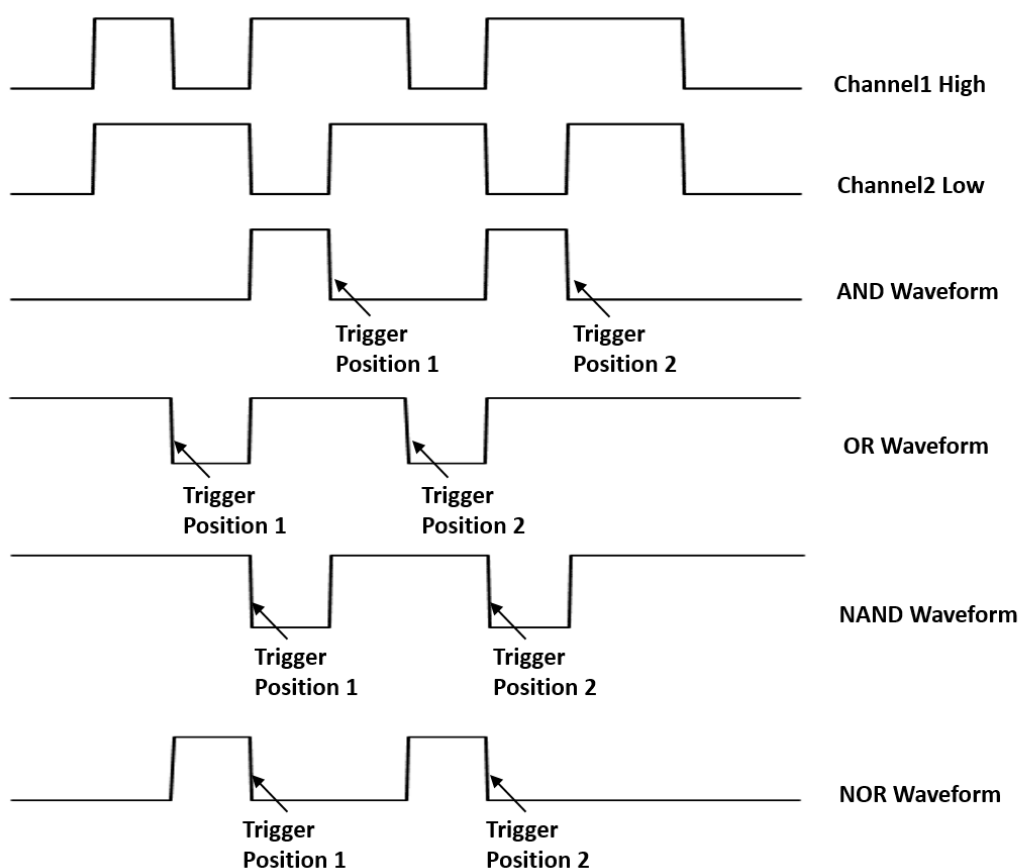 Channel1 High
Channel2 Low
AND Waveform
Trigger
Position 1
Trigger
Position 2
OR Waveform
Trigger
Position 1
Trigger
Position 2
NAND Waveform
Trigger
Position 1
Trigger
Position 2
NOR Waveform
Trigger
Position 1
Trigger
Position 2